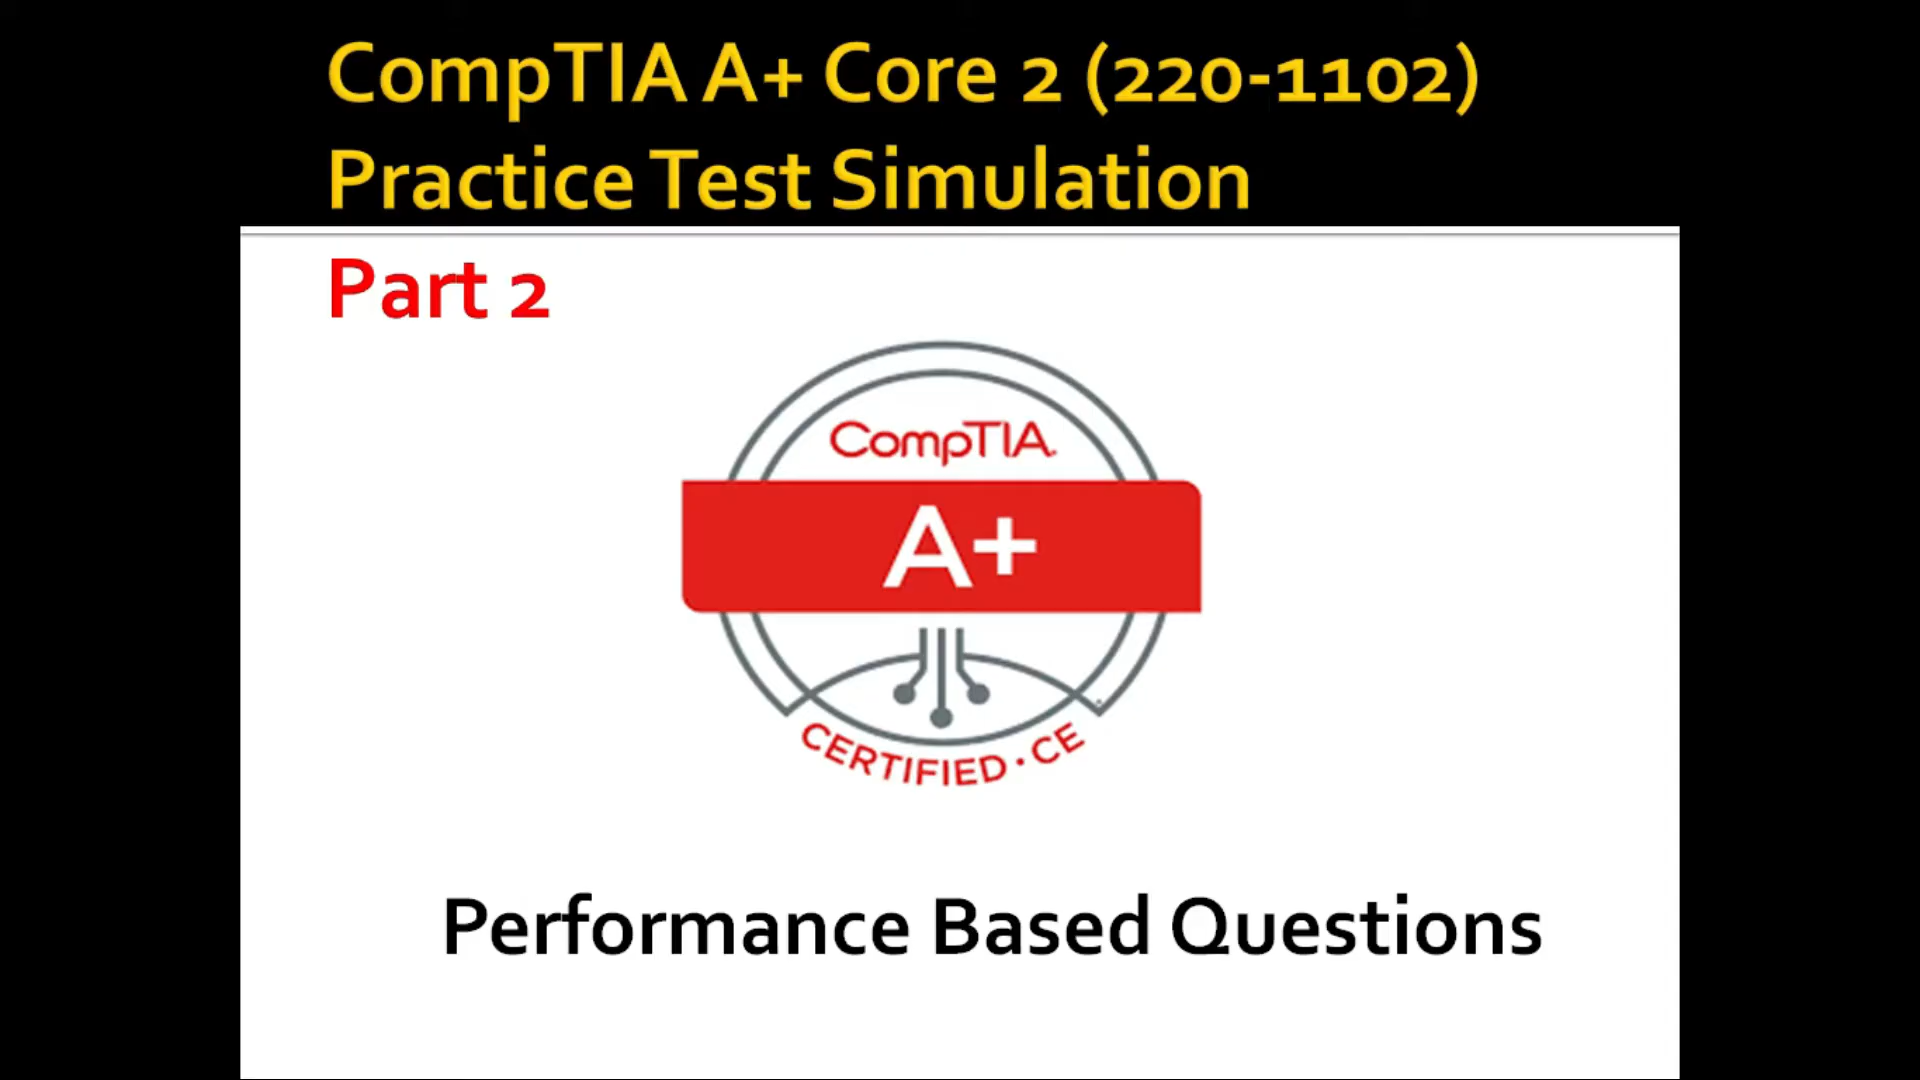 CompTIA A+ Core 2 (220-1102)
Practice Test Simulation
Part 2
CompTIA.
A+
CERTIFIED · CE
Performance Based Questions